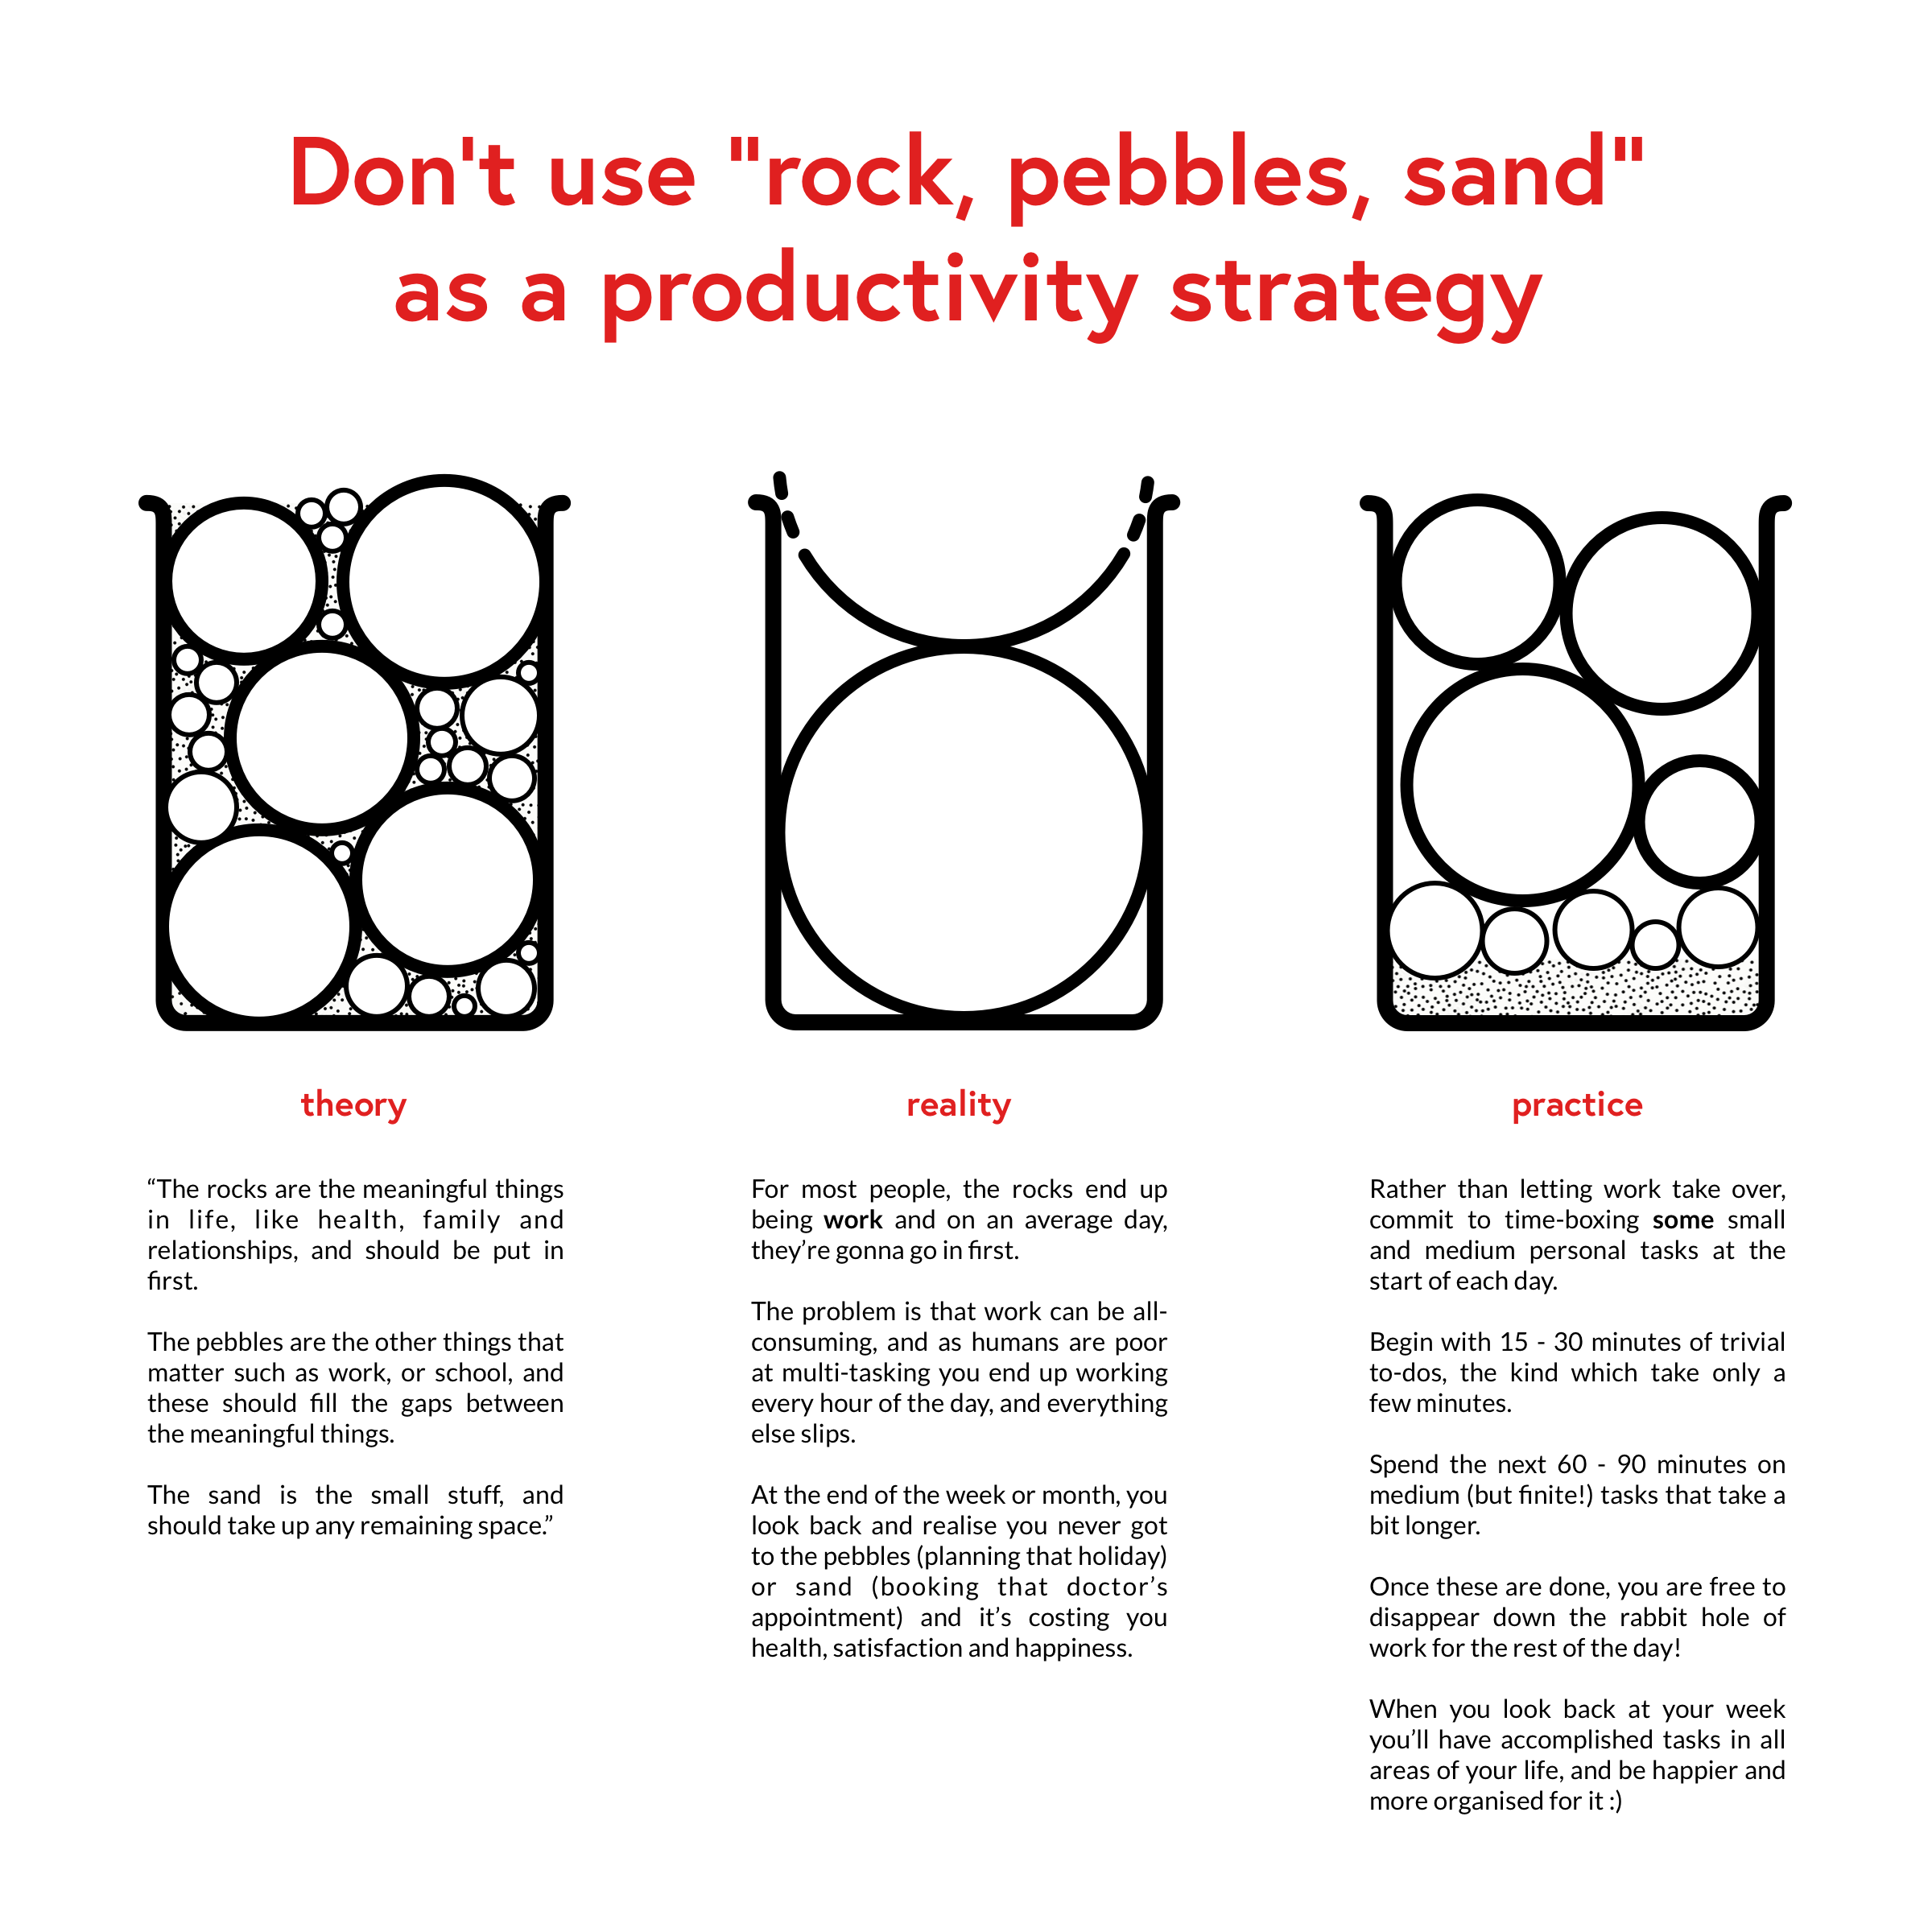 Don't use "rock, pebbles, sand"
as a productivity strategy
theory
“The rocks are the meaningful things
in life, like health, family and
relationships, and should be put in
first.
The pebbles are the other things that
matter such as work, or school, and
these should fill the gaps between
the meaningful things.
The sand is the small stuff, and
should take up any remaining space.”
reality
For most people, the rocks end up
being work and on an average day,
they’re gonna go in first.
The problem is that work can be all-
consuming, and as humans are poor
at multi-tasking you end up working
every hour of the day, and everything
else slips.
At the end of the week or month, you
look back and realise you never got
to the pebbles (planning that holiday)
or sand (booking that doctor’s
appointment) and it’s costing you
health, satisfaction and happiness.
practice
Rather than letting work take over,
commit to time-boxing some small
and medium personal tasks at the
start of each day.
Begin with 15 - 30 minutes of trivial
to-dos, the kind which take only a
few minutes.
Spend the next 60 - 90 minutes on
medium (but finite!) tasks that take a
bit longer.
Once these are done, you are free to
disappear down the rabbit hole of
work for the rest of the day!
When you look back at your week
you’ll have accomplished tasks in all
areas of your life, and be happier and
more organised for it :)